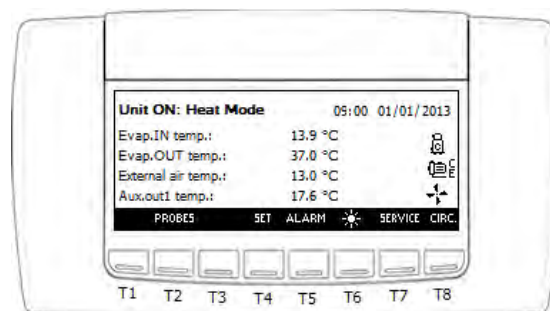 Unit ON: Heat Mode 09:00 01/01/2013
Evap.IN temp.: 13.9 °C
Evap.OUT temp.: 37.0 °C
External air temp.: 13.0 °C
Aux.out1 temp.: 17.6 °C
PROBES SET ALARM SERVICE CIRC.
T1 T2 T3 T4 T5 T6 T7 T8